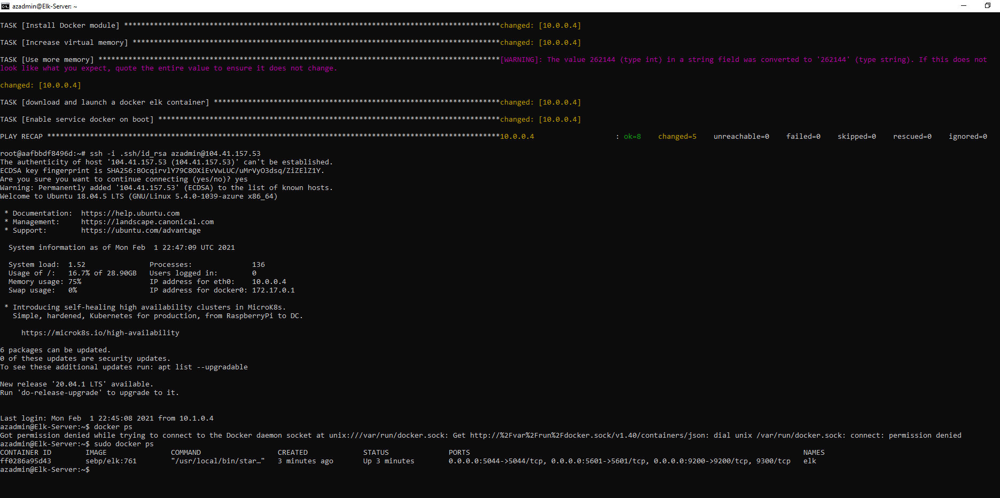 azadmin@Elk-Server: ~
TASK [Install Docker module] ****************************************************************************************changed: [10.0.0.4]
TASK [Increase virtual memory] **************************************************************************************changed: [10.0.0.4]
TASK [Use more memory] **********************************************************************************************[WARNING]: The value 262144 (type int) in a string field was converted to '262144' (type string). If this does not
look like what you expect, quote the entire value to ensure it does not change.
changed: [10.0.0.4]
TASK [download and launch a docker elk container] *******************************************************************changed: [10.0.0.4]
TASK [Enable service docker on boot] ********************************************************************************changed: [10.0.0.4]
PLAY RECAP **********************************************************************************************************10.0.0.4                   : ok=8    changed=5    unreachable=0    failed=0    skipped=0    rescued=0    ignored=0
root@aafbbdf8496d:~# ssh -i .ssh/id_rsa azadmin@104.41.157.53
The authenticity of host '104.41.157.53 (104.41.157.53)' can't be established.
ECDSA key fingerprint is SHA256:BOcqirvlY79C8OXiEvVwLUC/uMrVyO3dsq/ZiZElZ1Y.
Are you sure you want to continue connecting (yes/no)? yes
Warning: Permanently added '104.41.157.53' (ECDSA) to the list of known hosts.
Welcome to Ubuntu 18.04.5 LTS (GNU/Linux 5.4.0-1039-azure x86_64)
* Documentation:  https://help.ubuntu.com
* Management:     https://landscape.canonical.com
* Support:        https://ubuntu.com/advantage
System information as of Mon Feb  1 22:47:09 UTC 2021
System load:  1.52               Processes:              136
Usage of /:   16.7% of 28.90GB   Users logged in:        0
Memory usage: 75%                IP address for eth0:    10.0.0.4
Swap usage:   0%                 IP address for docker0: 172.17.0.1
* Introducing self-healing high availability clusters in MicroK8s.
Simple, hardened, Kubernetes for production, from RaspberryPi to DC.
https://microk8s.io/high-availability
6 packages can be updated.
0 of these updates are security updates.
To see these additional updates run: apt list --upgradable
New release '20.04.1 LTS' available.
Run 'do-release-upgrade' to upgrade to it.
Last login: Mon Feb  1 22:45:08 2021 from 10.1.0.4
azadmin@Elk-Server:~$ docker ps
Got permission denied while trying to connect to the Docker daemon socket at unix:///var/run/docker.sock: Get http://%2Fvar%2Frun%2Fdocker.sock/v1.40/containers/json: dial unix /var/run/docker.sock: connect: permission denied
azadmin@Elk-Server:~$ sudo docker ps
CONTAINER ID        IMAGE               COMMAND                  CREATED             STATUS              PORTS                                                                              NAMES
ff0286a95d43        sebp/elk:761        "/usr/local/bin/star…"   3 minutes ago       Up 3 minutes        0.0.0.0:5044->5044/tcp, 0.0.0.0:5601->5601/tcp, 0.0.0.0:9200->9200/tcp, 9300/tcp   elk
azadmin@Elk-Server:~$